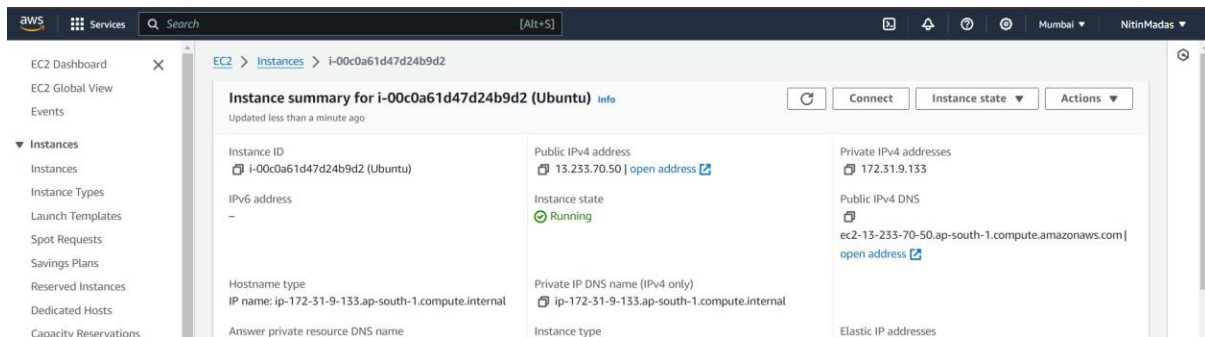 aws
Services
Search
[Alt+S]
Mumbai ▼
NitinMadas ▼
EC2 Dashboard
EC2 Global View
Events
▼ Instances
Instances
Instance Types
Launch Templates
Spot Requests
Savings Plans
Reserved Instances
Dedicated Hosts
Capacity Reservations
EC2 > Instances > i-00c0a61d47d24b9d2
Instance summary for i-00c0a61d47d24b9d2 (Ubuntu) Info
Updated less than a minute ago
Connect
Instance state ▼
Actions ▼
Instance ID
i-00c0a61d47d24b9d2 (Ubuntu)
Public IPv4 address
13.233.70.50 | open address
Private IPv4 addresses
172.31.9.133
IPv6 address
–
Instance state
Running
Public IPv4 DNS
ec2-13-233-70-50.ap-south-1.compute.amazonaws.com |
open address
Hostname type
IP name: ip-172-31-9-133.ap-south-1.compute.internal
Private IP DNS name (IPv4 only)
ip-172-31-9-133.ap-south-1.compute.internal
Answer private resource DNS name
Instance type
Elastic IP addresses